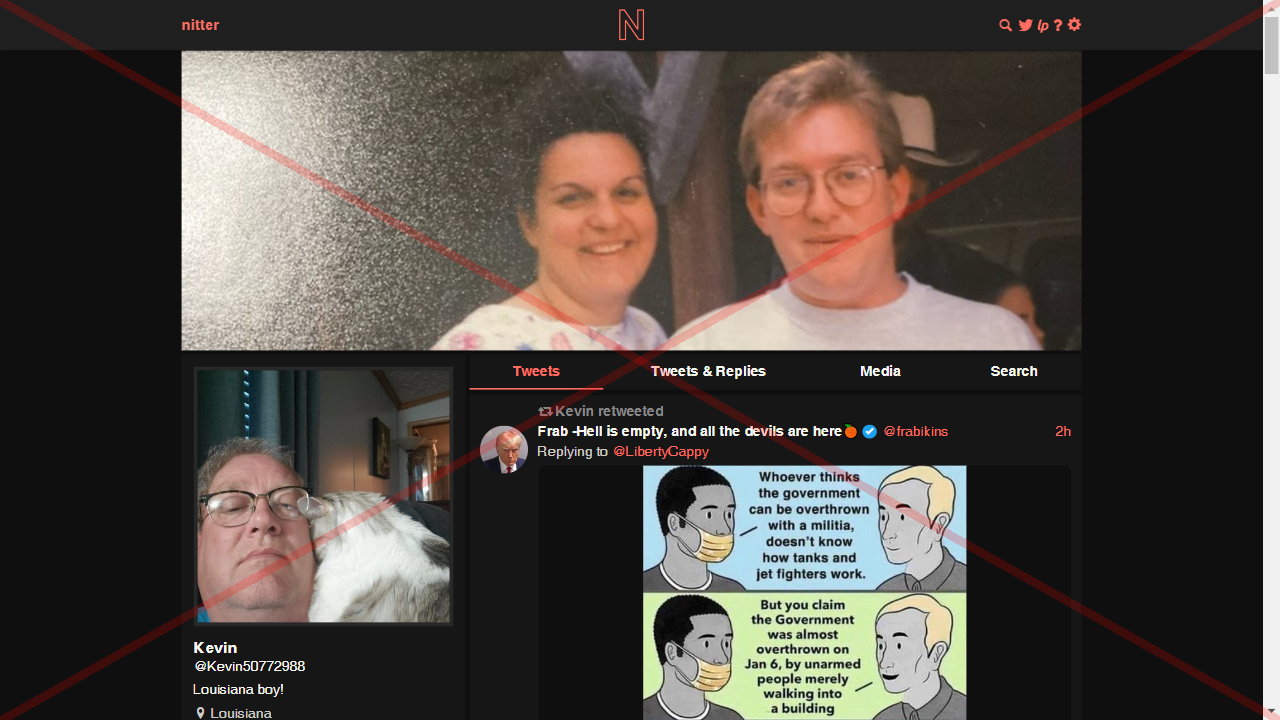 nitter
N
lp ?
Tweets
Tweets & Replies
Media
Search
Kevin retweeted
Frab -Hell is empty, and all the devils are here🍊 @frabikins
2h
Replying to @LibertyCappy
Whoever thinks
the government
can be overthrown
with a militia,
doesn't know
how tanks and
jet fighters work.
But you claim
the Government
was almost
overthrown on
Jan 6, by unarmed
people merely
walking into
a building
Kevin
@Kevin50772988
Louisiana boy!
Louisiana